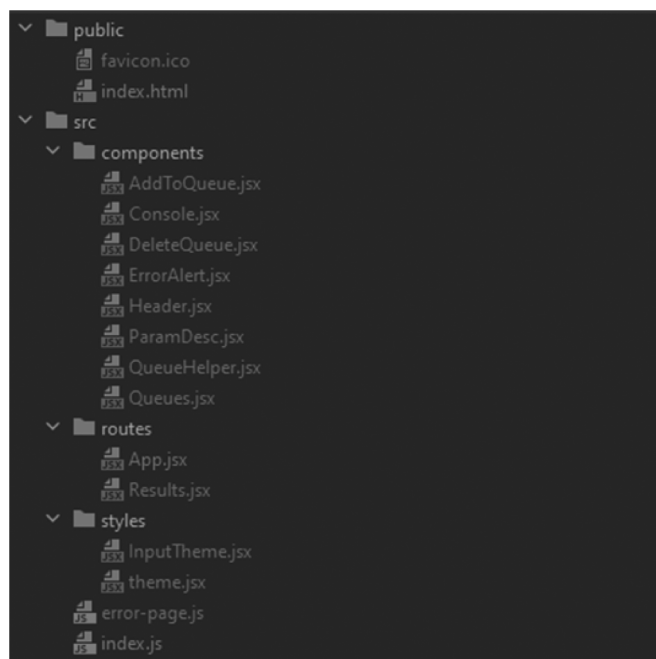 public
favicon.ico
index.html
src
components
AddToQueue.jsx
Console.jsx
DeleteQueue.jsx
ErrorAlert.jsx
Header.jsx
ParamDesc.jsx
QueueHelper.jsx
Queues.jsx
routes
App.jsx
Results.jsx
styles
InputTheme.jsx
theme.jsx
error-page.js
index.js